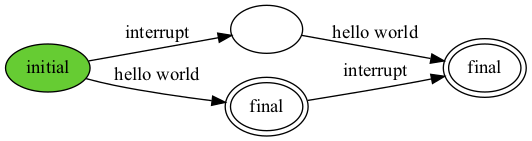 interrupt
hello world
initial
final
hello world
interrupt
final